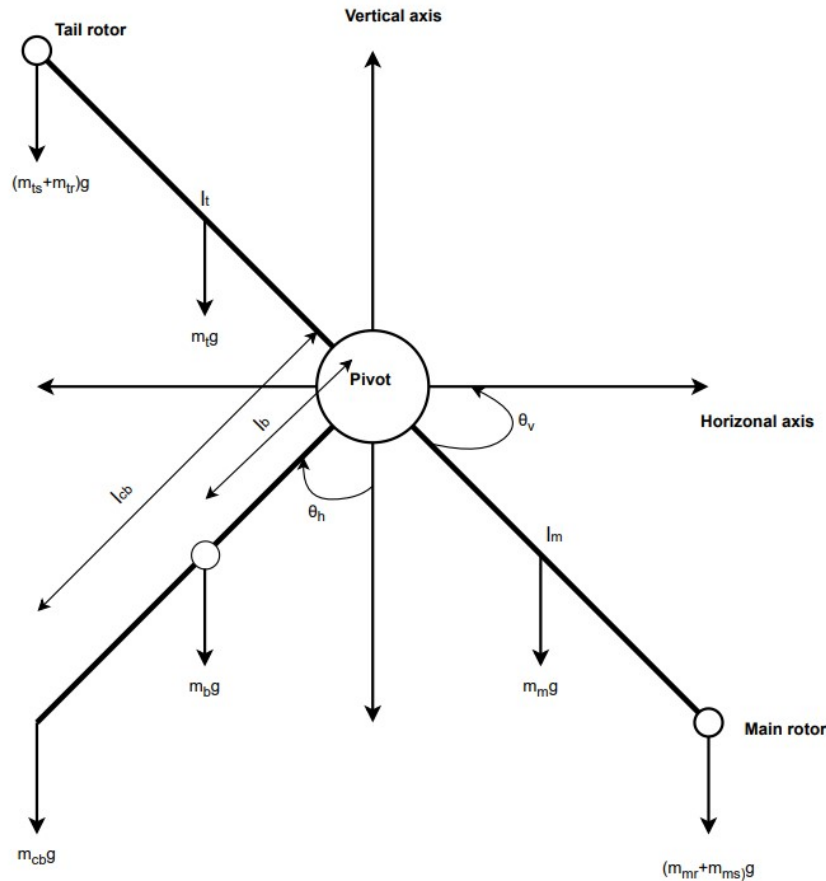 Vertical axis
Tail rotor
(mts+mtr)g
lt
mtg
Pivot
Horizonal axis
θv
lb
lcb
θh
lm
mbg
mmg
Main rotor
mcbg
(mmr+mms)g